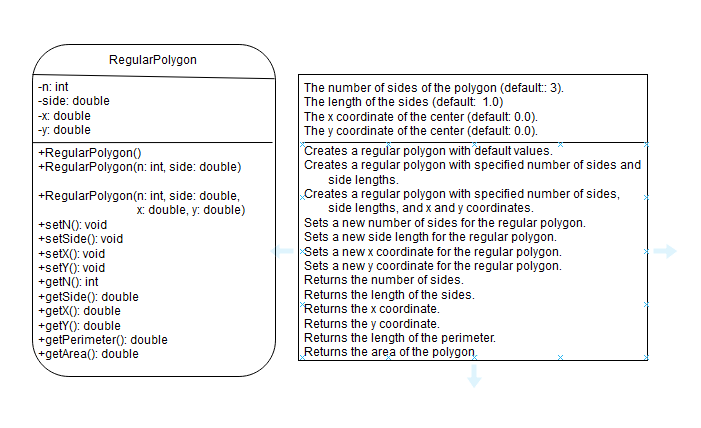 RegularPolygon
-n: int
-side: double
-x: double
-y: double
+RegularPolygon()
+RegularPolygon(n: int, side: double)
+RegularPolygon(n: int, side: double,
x: double, y: double)
+setN(): void
+setSide(): void
+setX(): void
+setY(): void
+getN(): int
+getSide(): double
+getX(): double
+getY(): double
+getPerimeter(): double
+getArea(): double
The number of sides of the polygon (default:: 3).
The length of the sides (default: 1.0)
The x coordinate of the center (default: 0.0).
The y coordinate of the center (default: 0.0).
Creates a regular polygon with default values.
Creates a regular polygon with specified number of sides and
side lengths.
Creates a regular polygon with specified number of sides,
side lengths, and x and y coordinates.
Sets a new number of sides for the regular polygon.
Sets a new side length for the regular polygon.
Sets a new x coordinate for the regular polygon.
Sets a new y coordinate for the regular polygon.
Returns the number of sides.
Returns the length of the sides.
Returns the x coordinate.
Returns the y coordinate.
Returns the length of the perimeter.
Returns the area of the polygon